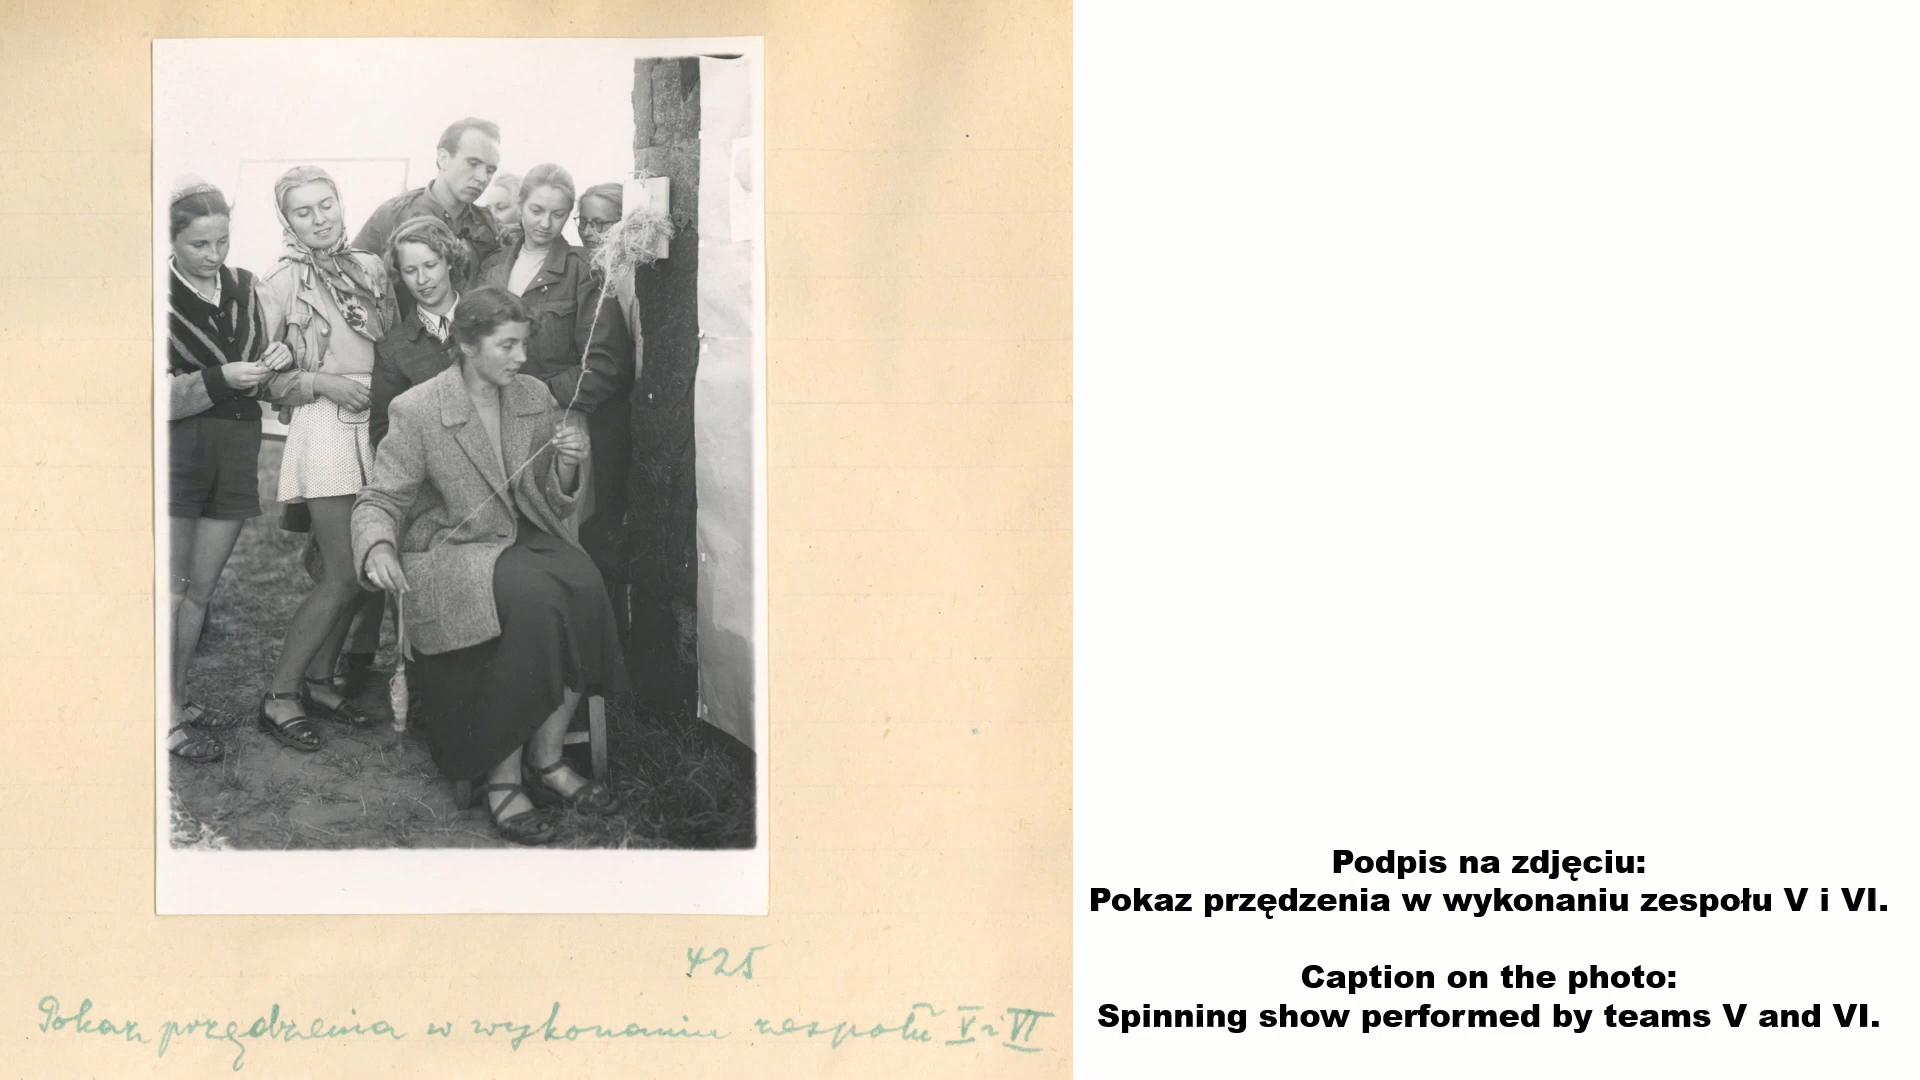 425
Pokaz przędzenia w wykonaniu zespołu V i VI
Podpis na zdjęciu:
Pokaz przędzenia w wykonaniu zespołu V i VI.
Caption on the photo:
Spinning show performed by teams V and VI.